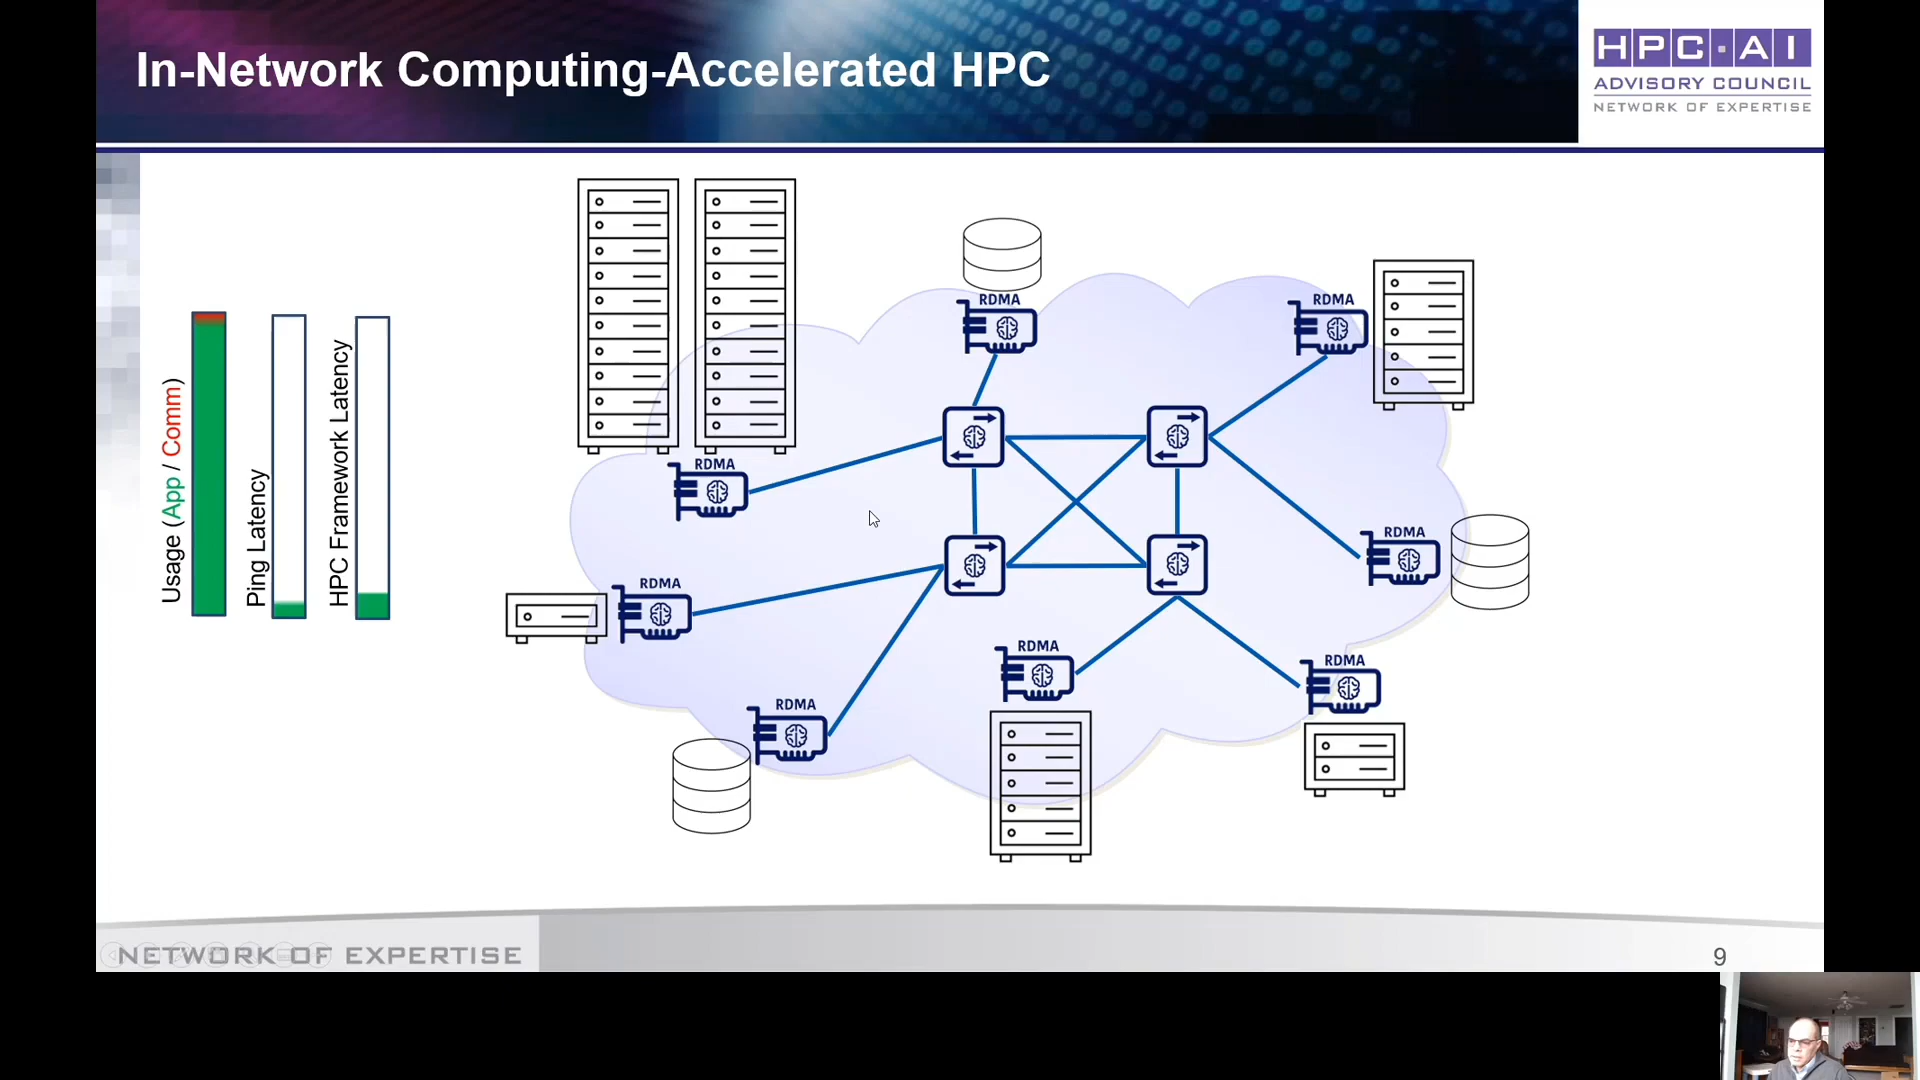 In-Network Computing-Accelerated HPC
HPC·AI
ADVISORY COUNCIL
NETWORK OF EXPERTISE
Usage (App / Comm)
Ping Latency
HPC Framework Latency
RDMA
RDMA
RDMA
RDMA
RDMA
RDMA
RDMA
RDMA
NETWORK OF EXPERTISE
9